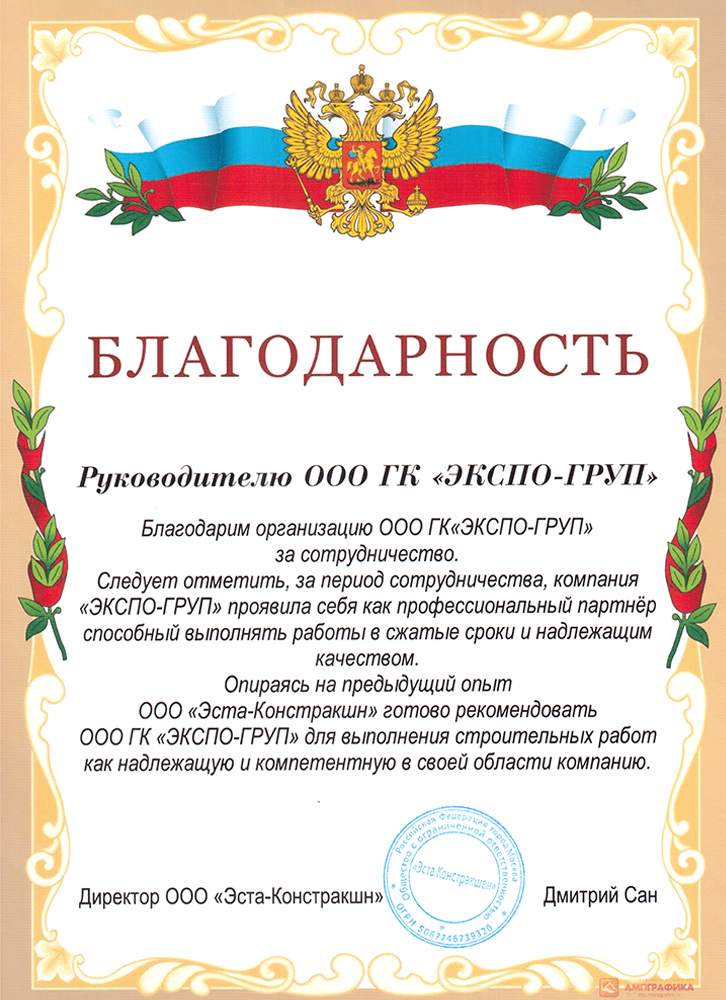 БЛАГОДАРНОСТЬ
Руководителю ООО ГК «ЭКСПО-ГРУП»
Благодарим организацию ООО ГК«ЭКСПО-ГРУП»
за сотрудничество.
Следует отметить, за период сотрудничества, компания
«ЭКСПО-ГРУП» проявила себя как профессиональный партнёр
способный выполнять работы в сжатые сроки и надлежащим
качеством.
Опираясь на предыдущий опыт
ООО «Эста-Констракшн» готово рекомендовать
ООО ГК «ЭКСПО-ГРУП» для выполнения строительных работ
как надлежащую и компетентную в своей области компанию.
Российская Федерация город Москва
Общество с ограниченной ответственностью
«Эста Констракшен»
ОГРН 5067746739320
Директор ООО «Эста-Констракшн»
Дмитрий Сан
АМПГРАФИКА